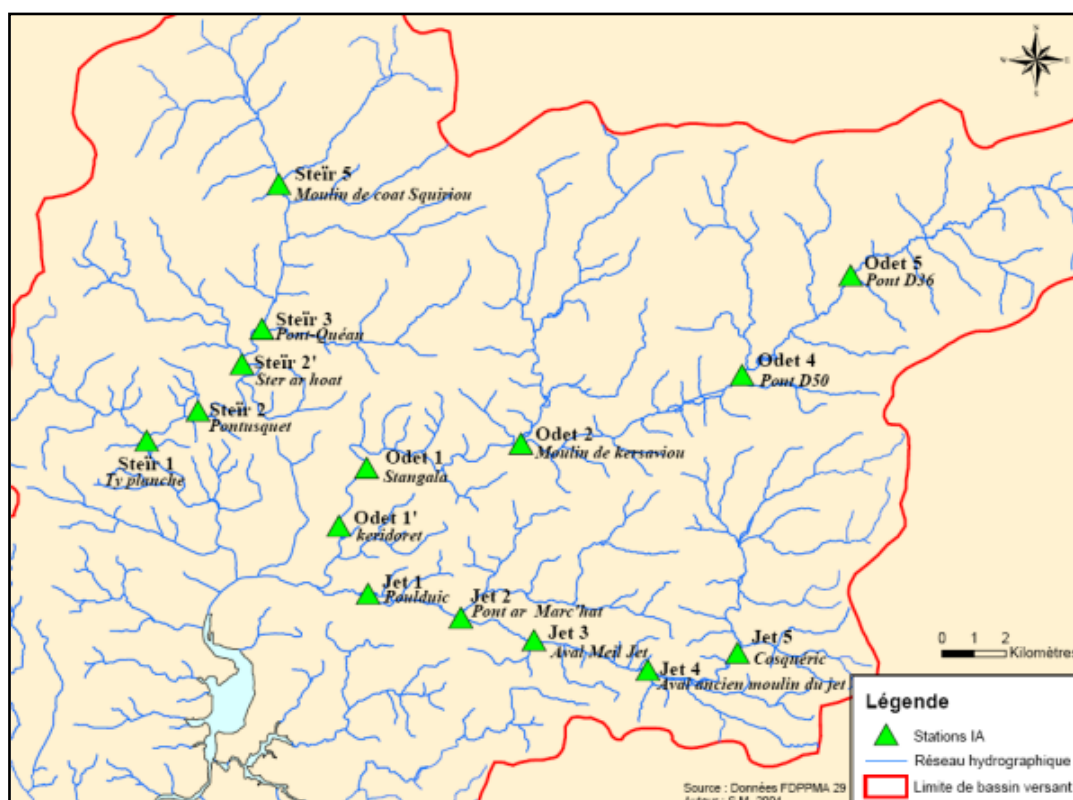 Steïr 5
Moulin de coat Squiriou
Odet 5
Pont D36
Steïr 3
Pont-Quéau
Steïr 2'
Ster ar hoat
Odet 4
Pont D50
Steïr 2
Pontusquet
Odet 2
Moulin de kersaviou
Steïr 1
Ty planche
Odet 1
Stangala
Odet 1'
keridoret
Jet 1
Poulduic
Jet 2
Pont ar Marc'hat
Jet 3
Aval Meil Jet
Jet 5
Cosquéric
Jet 4
Aval ancien moulin du jet
0 1 2
Kilomètres
Légende
Stations IA
Réseau hydrographique
Limite de bassin versant
Source : Données FDPPMA 29